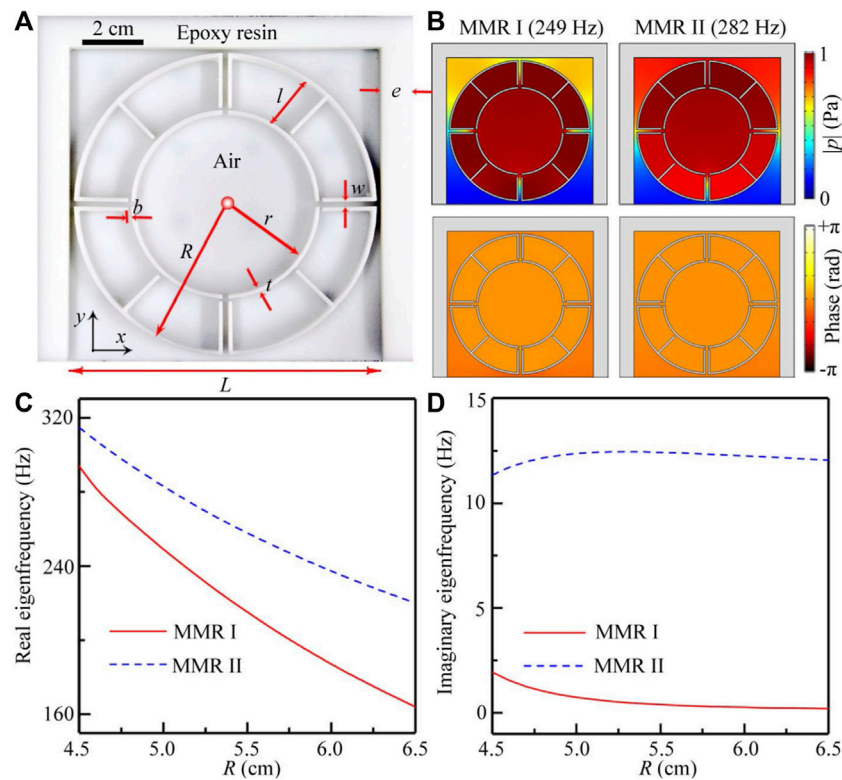 A
2 cm
Epoxy resin
l
e
Air
w
b
r
R
t
y
x
L
B
MMR I (249 Hz)
MMR II (282 Hz)
1
|p| (Pa)
0
+π
Phase (rad)
-π
C
320
240
160
Real eigenfrequency (Hz)
MMR I
MMR II
4.5 5.0 5.5 6.0 6.5
R (cm)
D
15
10
5
0
Imaginary eigenfrequency (Hz)
MMR I
MMR II
4.5 5.0 5.5 6.0 6.5
R (cm)